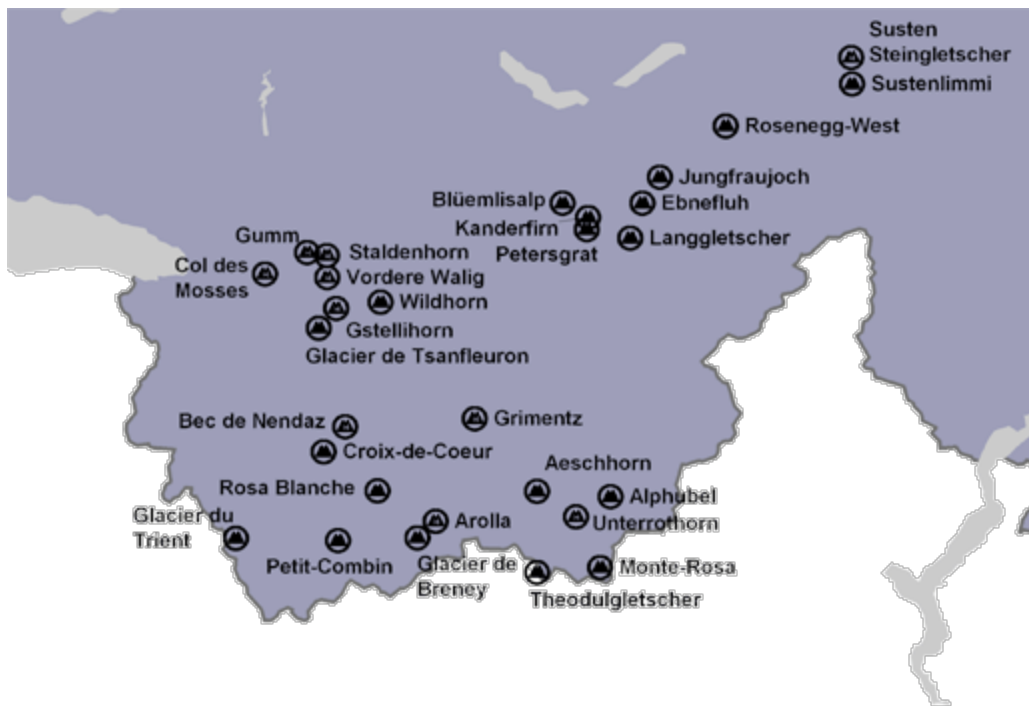 Susten
Steingletscher
Sustenlimmi
Rosenegg-West
Jungfraujoch
Blüemlisalp
Ebnefluh
Kanderfirn
Petersgrat
Langgletscher
Gumm
Staldenhorn
Col des
Mosses
Vordere Walig
Wildhorn
Gstellihorn
Glacier de Tsanfleuron
Bec de Nendaz
Grimentz
Croix-de-Coeur
Aeschhorn
Rosa Blanche
Alphubel
Glacier du
Trient
Arolla
Unterrothorn
Petit-Combin
Glacier de
Breney
Monte-Rosa
Theodulgletscher